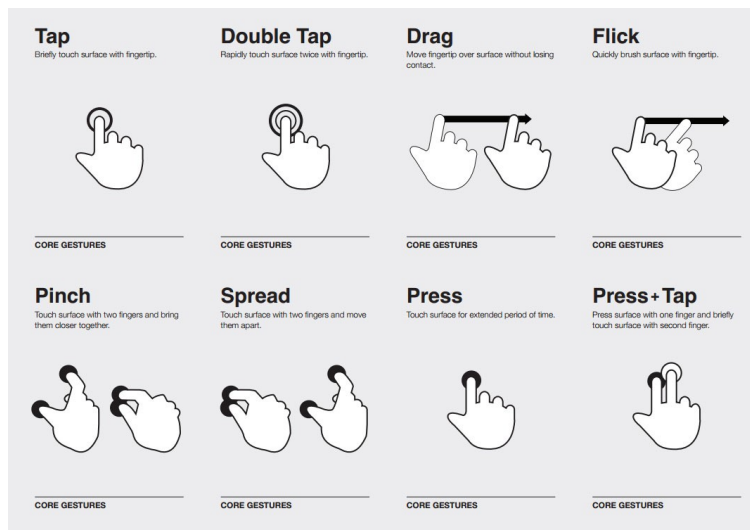 Tap
Briefly touch surface with fingertip.
CORE GESTURES
Double Tap
Rapidly touch surface twice with fingertip.
CORE GESTURES
Drag
Move fingertip over surface without losing
contact.
CORE GESTURES
Flick
Quickly brush surface with fingertip.
CORE GESTURES
Pinch
Touch surface with two fingers and bring
them closer together.
CORE GESTURES
Spread
Touch surface with two fingers and move
them apart.
CORE GESTURES
Press
Touch surface for extended period of time.
CORE GESTURES
Press+Tap
Press surface with one finger and briefly
touch surface with second finger.
CORE GESTURES